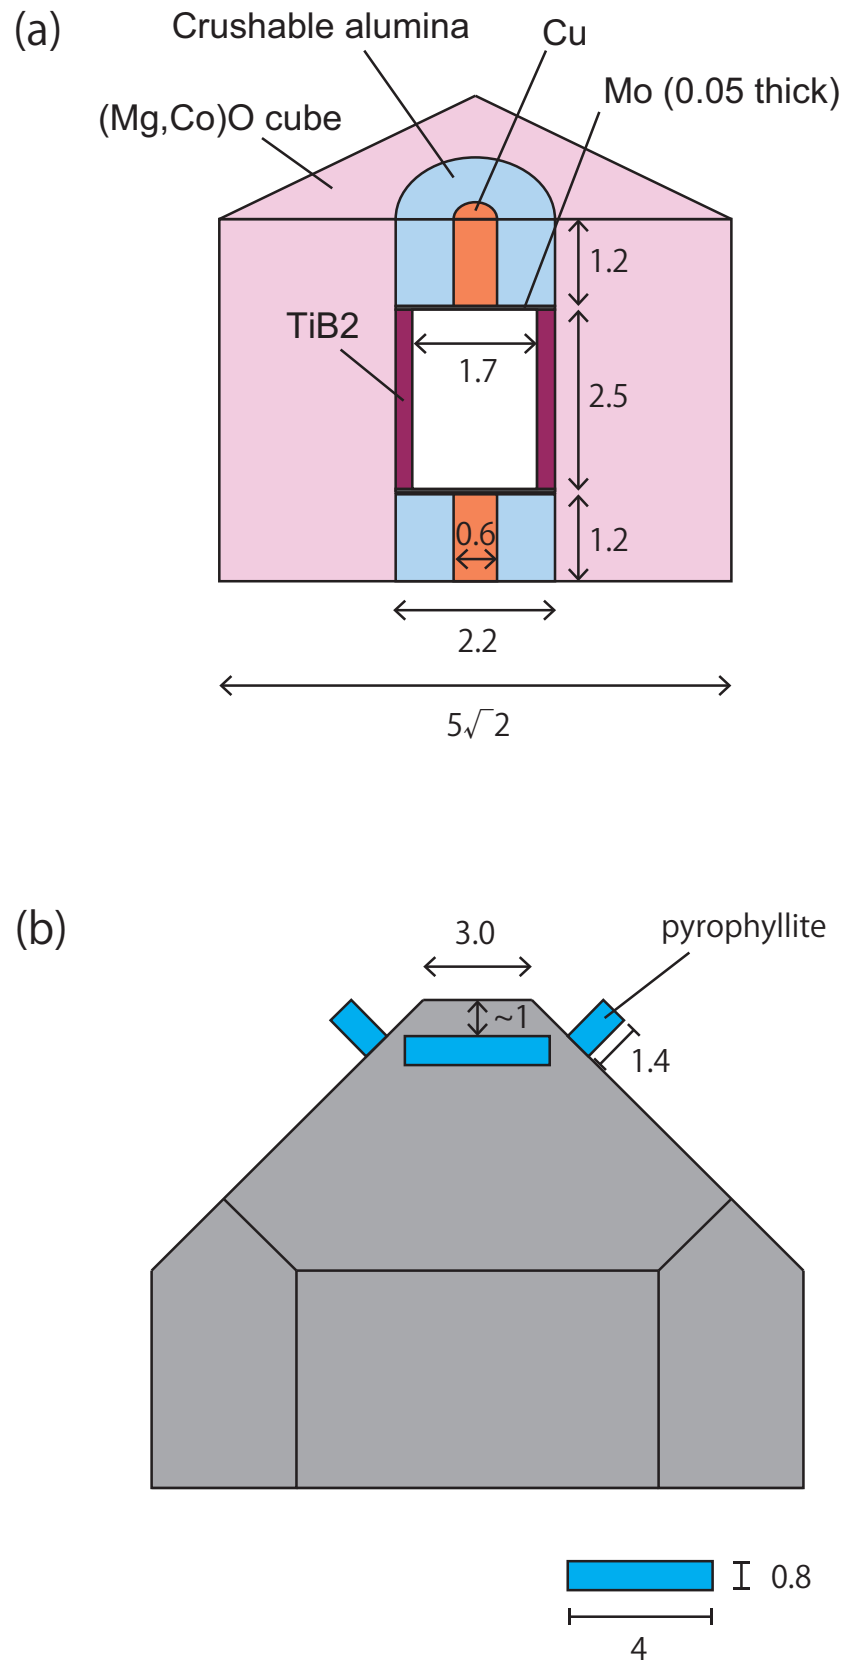 (a)
Crushable alumina
Cu
Mo (0.05 thick)
(Mg,Co)O cube
1.2
TiB2
1.7
2.5
0.6
1.2
2.2
5√2
(b)
3.0
pyrophyllite
~1
1.4
0.8
4